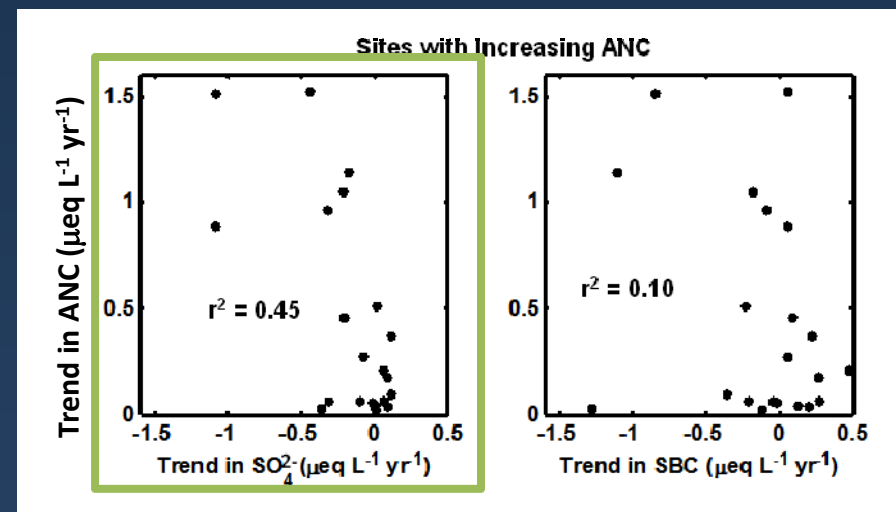 Sites with Increasing ANC
Trend in ANC (μeq L⁻¹ yr⁻¹)
1.5
1
0.5
0
r² = 0.45
-1.5 -1 -0.5 0 0.5
Trend in SO₄²⁻(μeq L⁻¹ yr⁻¹)
1.5
1
0.5
0
r² = 0.10
-1.5 -1 -0.5 0 0.5
Trend in SBC (μeq L⁻¹ yr⁻¹)